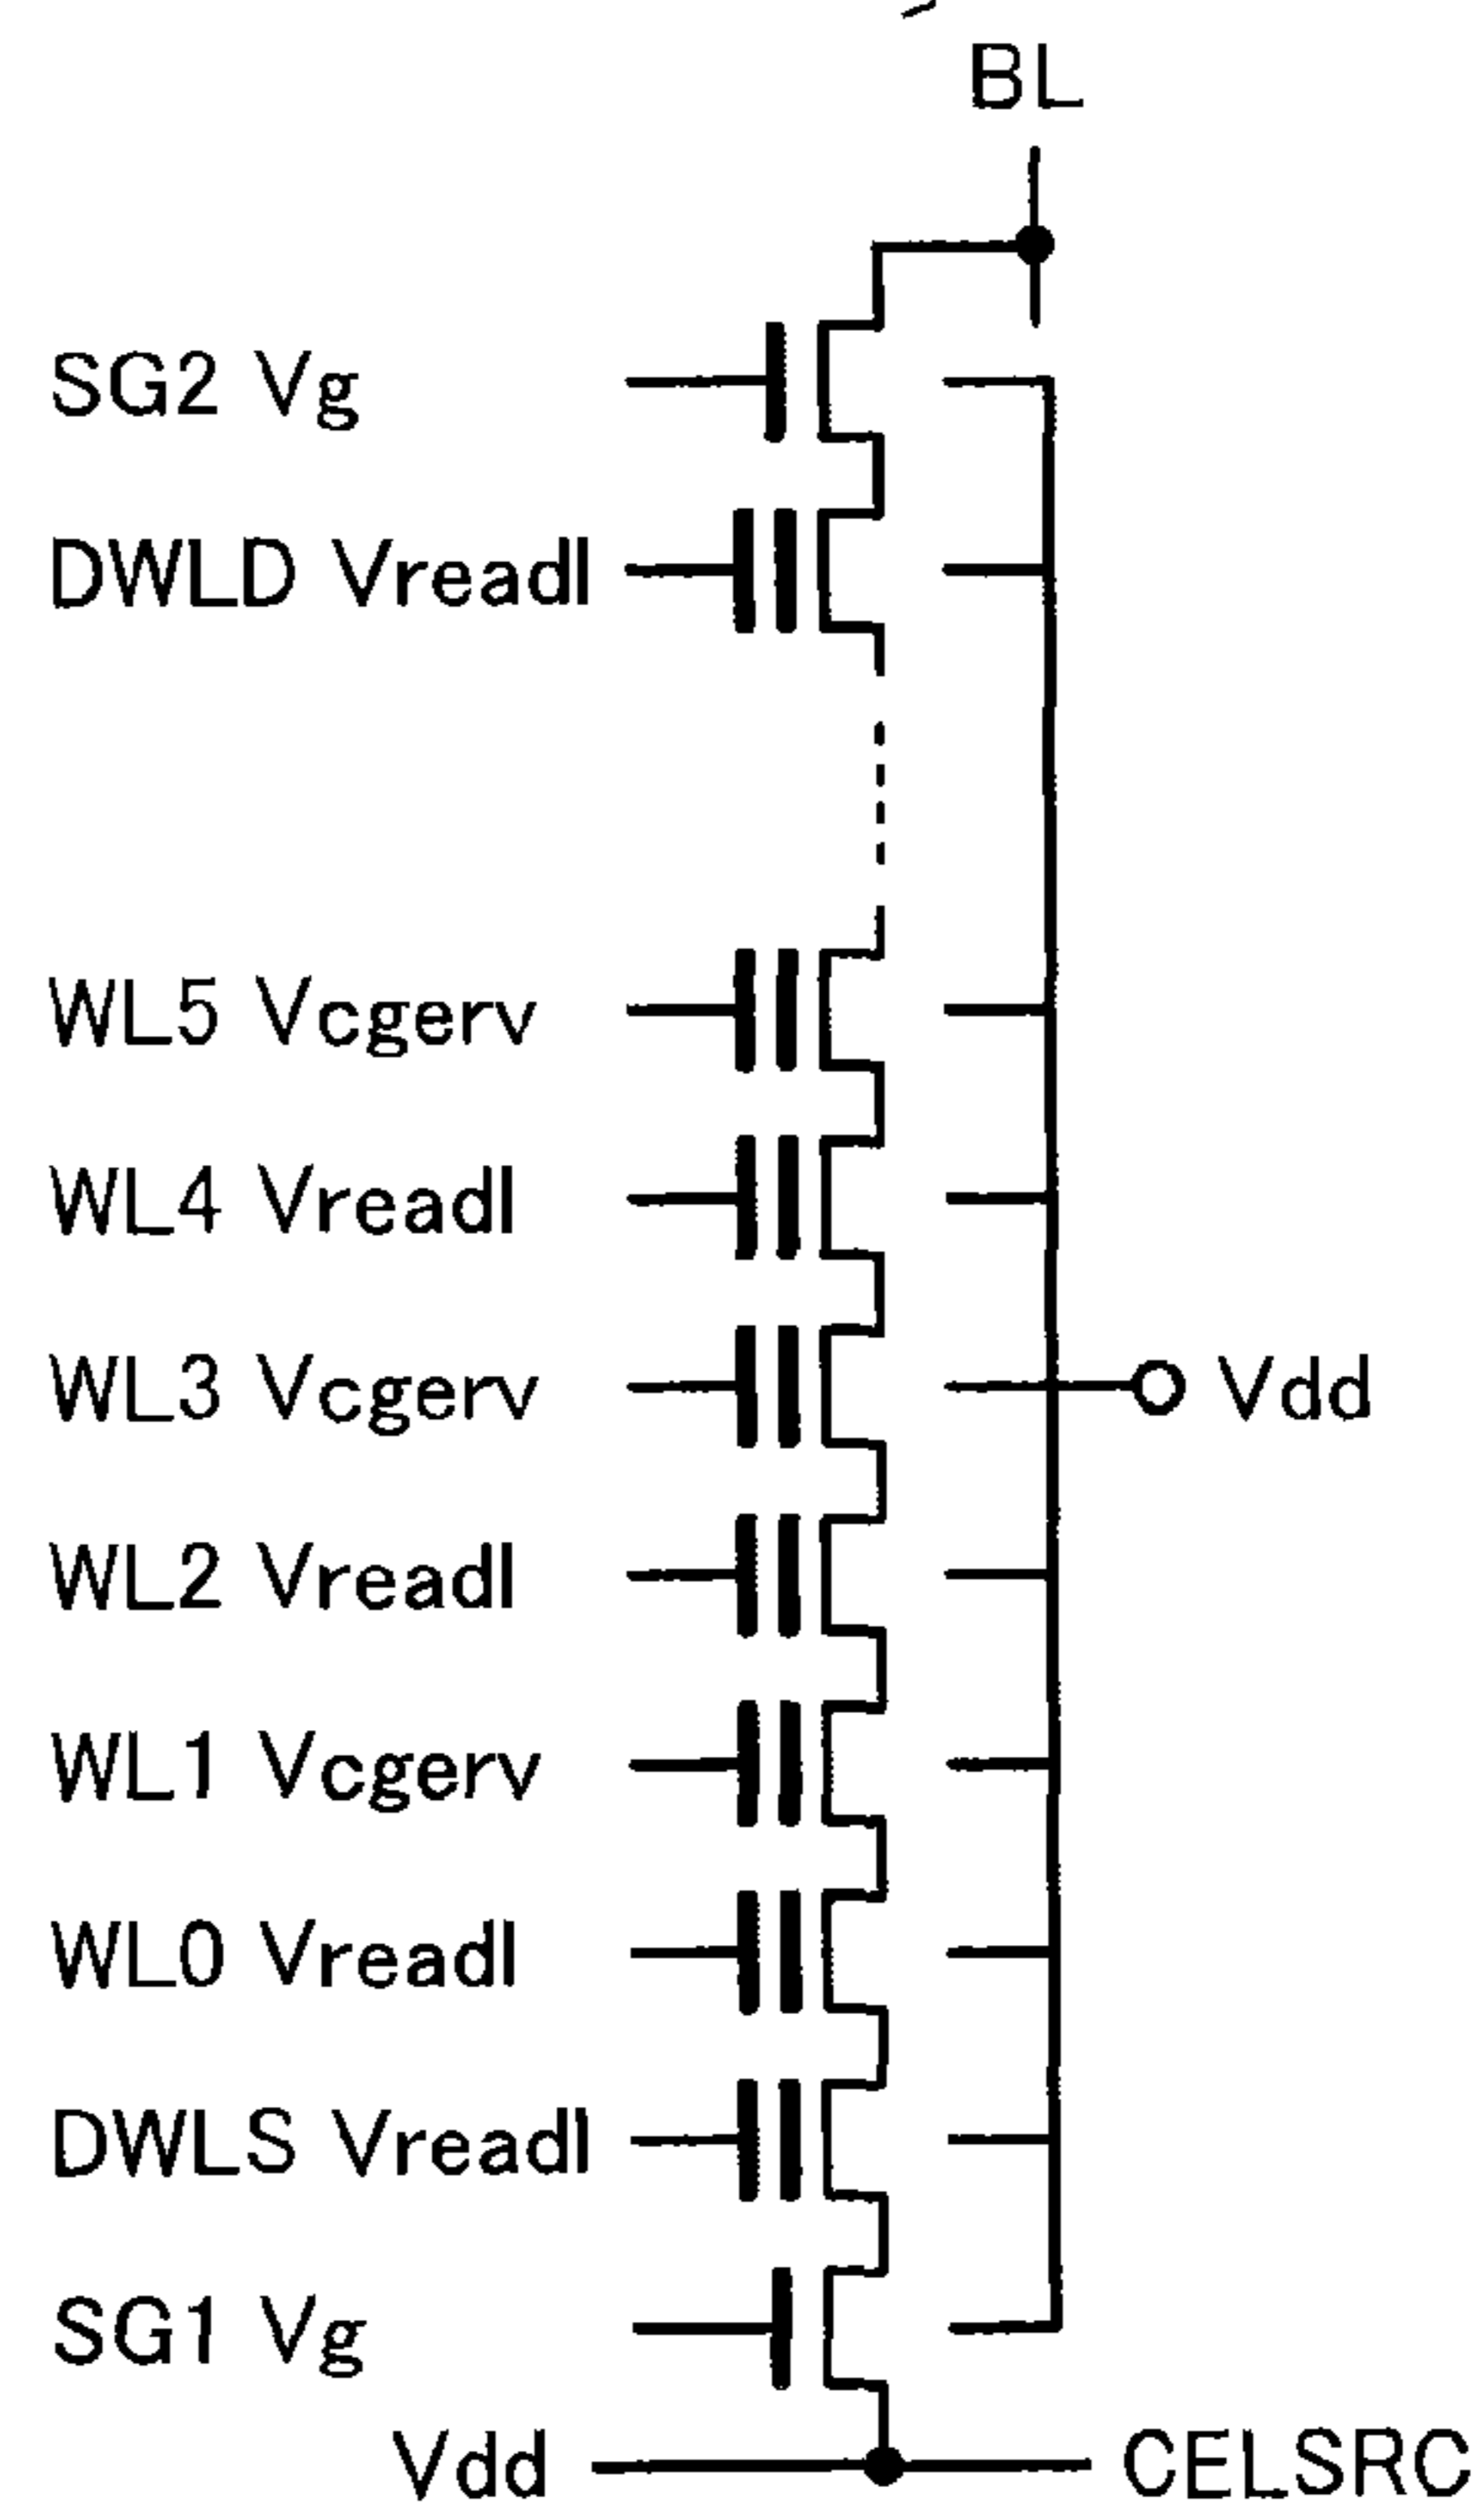 BL
SG2 Vg
DWLD Vreadl
WL5 Vcgerv
WL4 Vreadl
WL3 Vcgerv
Vdd
WL2 Vreadl
WL1 Vcgerv
WL0 Vreadl
DWLS Vreadl
SG1 Vg
Vdd
CELSRC